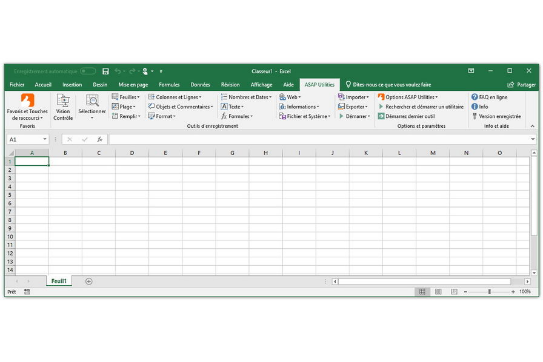 Enregistrement automatique
Classeur1 - Excel
Fichier Accueil Insertion Dessin Mise en page Formules Données Révision Affichage Aide ASAP Utilities Dites-nous ce que vous voulez faire Partager
Favoris et Touches de raccourci
Favoris
Vision Contrôle
Sélectionner
Feuilles
Plage
Remplir
Colonnes et Lignes
Objets et Commentaires
Format
Nombres et Dates
Texte
Formules
Web
Informations
Fichier et Système
Outils d'enregistrement
Importer
Exporter
Démarrer
Options ASAP Utilities
Rechercher et démarrer un utilitaire
Démarrez dernier outil
Options et paramètres
FAQ en ligne
Info
Version enregistrée
Info et aide
A1
fx
A B C D E F G H I J K L M N O
1
2
3
4
5
6
7
8
9
10
11
12
13
14
Feuil1
Prêt
100%